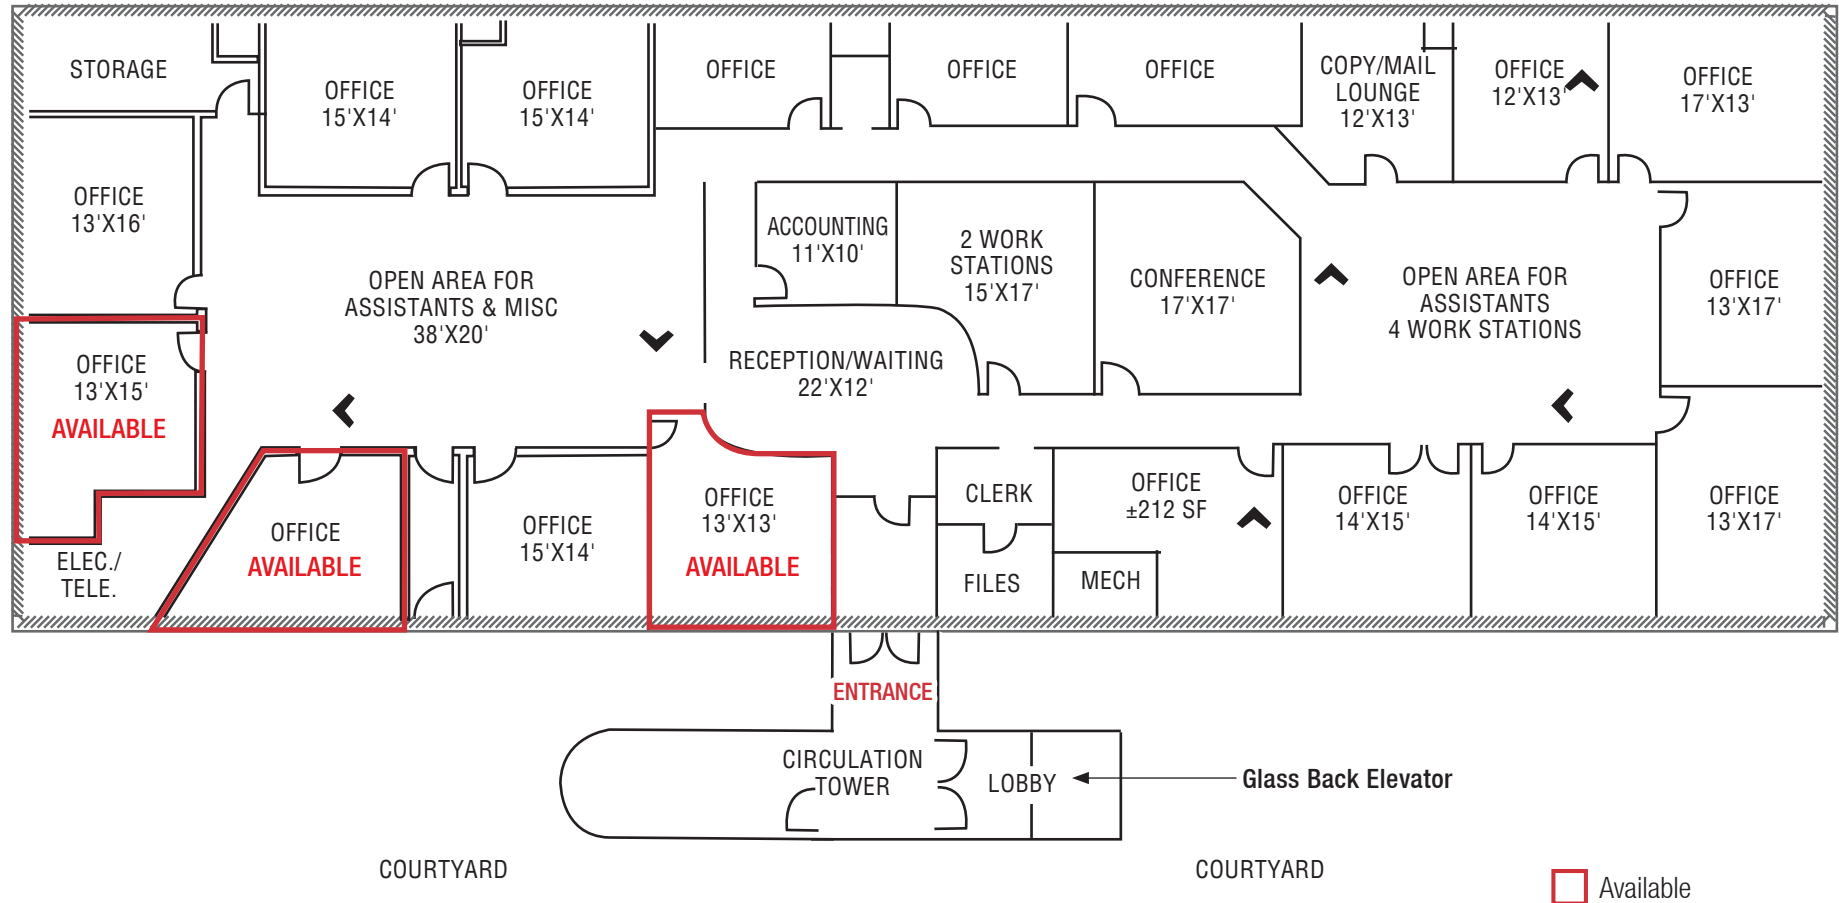 STORAGE
OFFICE
15'X14'
OFFICE
15'X14'
OFFICE
OFFICE
OFFICE
COPY/MAIL
LOUNGE
12'X13'
OFFICE
12'X13'
OFFICE
17'X13'
OFFICE
13'X16'
OPEN AREA FOR
ASSISTANTS & MISC
38'X20'
ACCOUNTING
11'X10'
2 WORK
STATIONS
15'X17'
CONFERENCE
17'X17'
OPEN AREA FOR
ASSISTANTS
4 WORK STATIONS
OFFICE
13'X17'
OFFICE
13'X15'
AVAILABLE
RECEPTION/WAITING
22'X12'
ELEC./
TELE.
OFFICE
AVAILABLE
OFFICE
15'X14'
OFFICE
13'X13'
AVAILABLE
CLERK
FILES
OFFICE
±212 SF
MECH
OFFICE
14'X15'
OFFICE
14'X15'
OFFICE
13'X17'
ENTRANCE
CIRCULATION
TOWER
LOBBY
Glass Back Elevator
COURTYARD
COURTYARD
Available